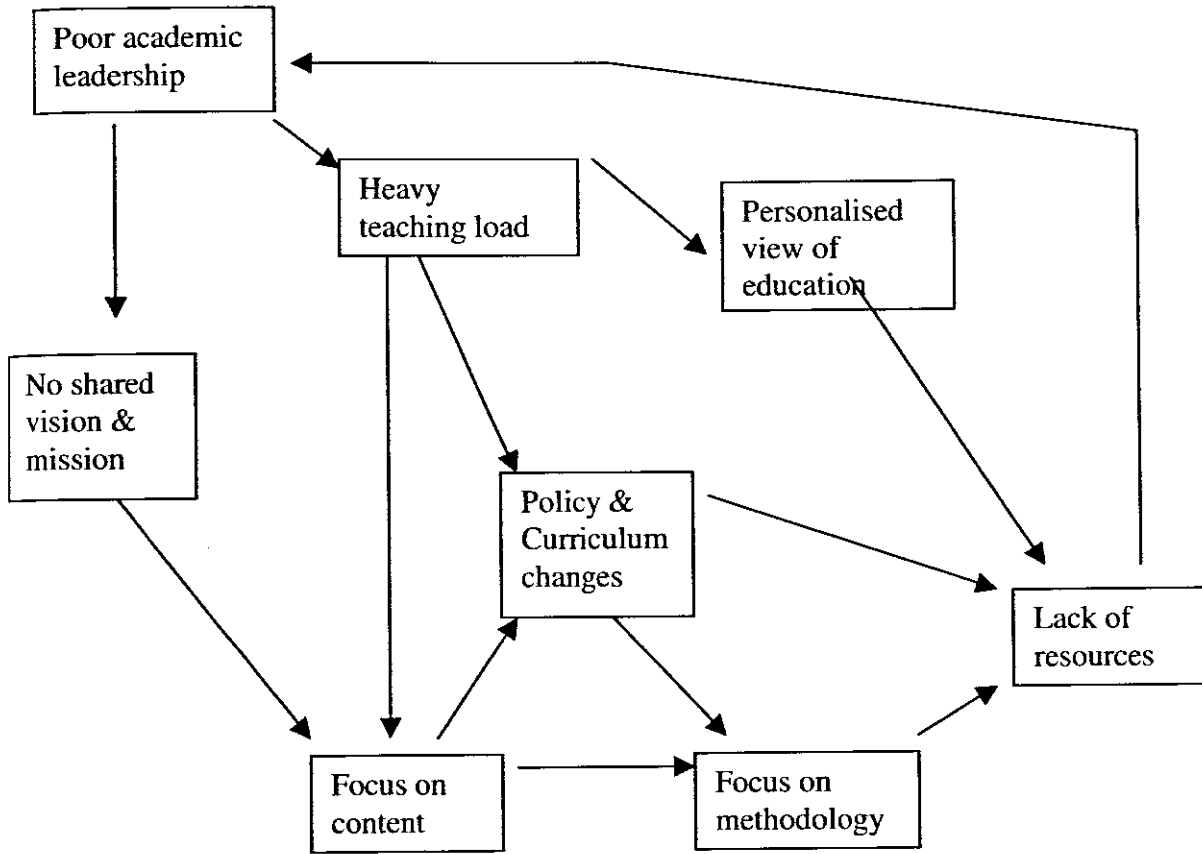 Poor academic
leadership
Heavy
teaching load
Personalised
view of
education
No shared
vision &
mission
Policy &
Curriculum
changes
Lack of
resources
Focus on
content
Focus on
methodology